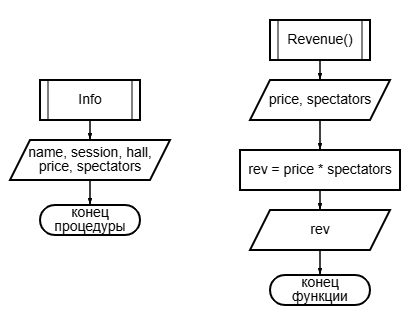 Info
name, session, hall,
price, spectators
конец
процедуры
Revenue()
price, spectators
rev = price * spectators
rev
конец
функции